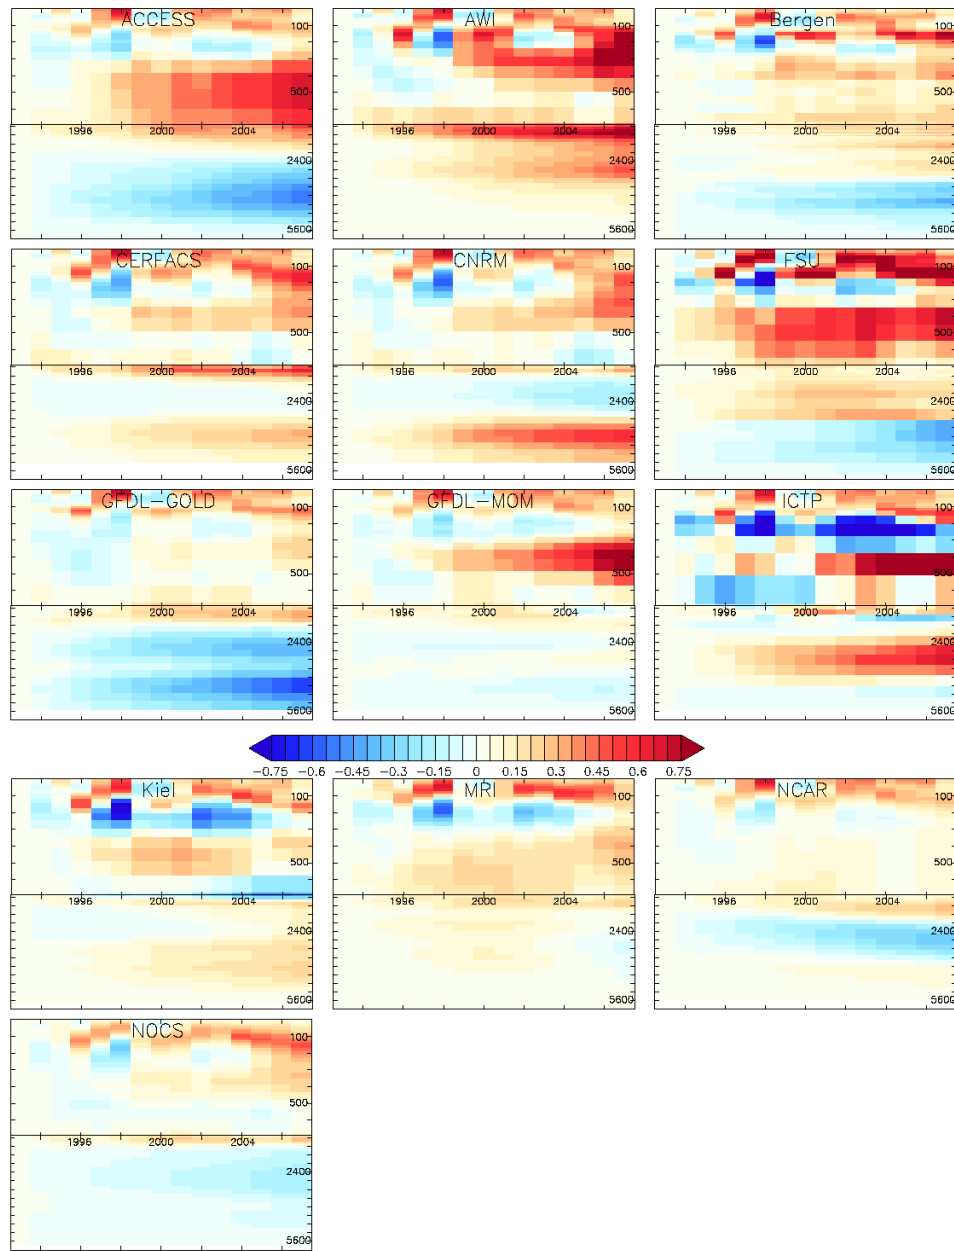 ACCESS AWI Bergen
100 100 100
500 500 500
1996 2000 2004 1996 2000 2004 1996 2000 2004
2400 2400 2400
5600 5600 5600
CERFACS CNRM FSU
100 100 100
500 500 500
1996 2000 2004 1996 2000 2004 1996 2000 2004
2400 2400 2400
5600 5600 5600
GFDL-GOLD GFDL-MOM ICTP
100 100 100
500 500 500
1996 2000 2004 1996 2000 2004 1996 2000 2004
2400 2400 2400
5600 5600 5600
-0.75 -0.6 -0.45 -0.3 -0.15 0 0.15 0.3 0.45 0.6 0.75
Kiel MRI NCAR
100 100 100
500 500 500
1996 2000 2004 1996 2000 2004 1996 2000 2004
2400 2400 2400
5600 5600 5600
NOCS
100
500
1996 2000 2004
2400
5600